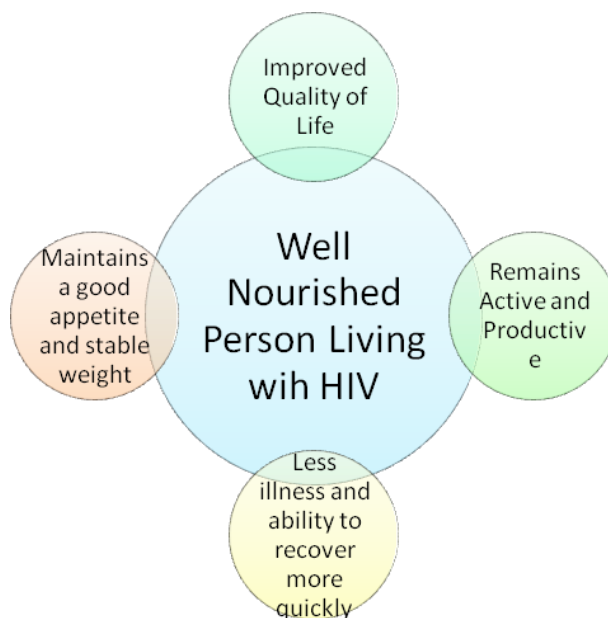 Improved
Quality of
Life
Maintains
a good
appetite
and stable
weight
Well
Nourished
Person Living
wih HIV
Remains
Active and
Productiv
e
Less
illness and
ability to
recover
more
quickly